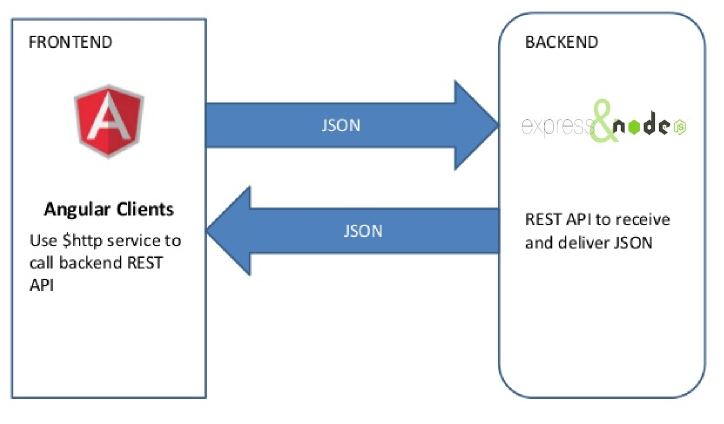 FRONTEND
A
Angular Clients
Use $http service to
call backend REST
API
JSON
JSON
BACKEND
express&node JS
REST API to receive
and deliver JSON